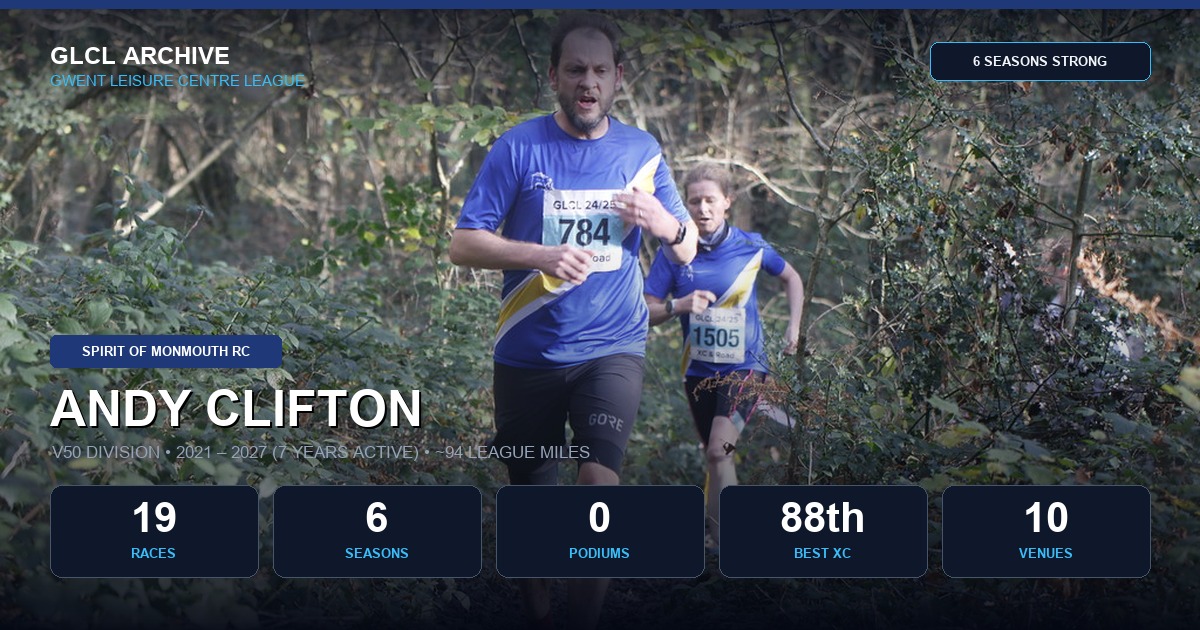 GLCL ARCHIVE
GWENT LEISURE CENTRE LEAGUE
6 SEASONS STRONG
GLCL 24/25
784
Road
GLCL 24/25
1505
XC & Road
GORE
SPIRIT OF MONMOUTH RC
ANDY CLIFTON
V50 DIVISION • 2021 – 2027 (7 YEARS ACTIVE) • ~94 LEAGUE MILES
19
RACES
6
SEASONS
0
PODIUMS
88th
BEST XC
10
VENUES